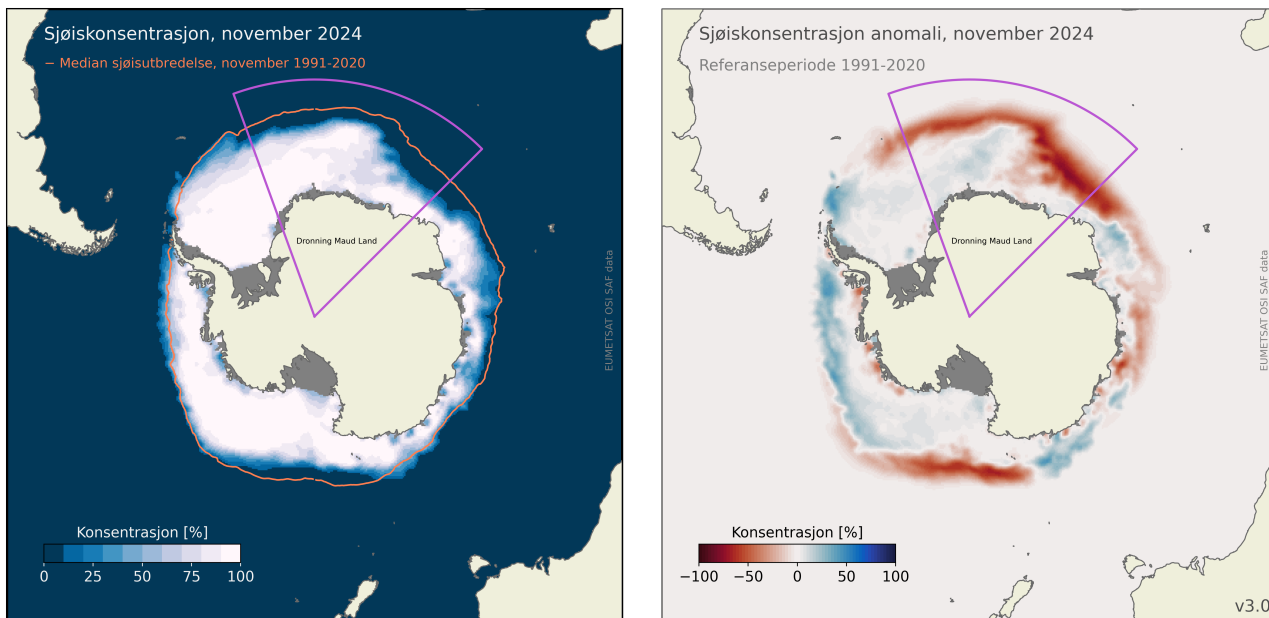 Sjøiskonsentrasjon, november 2024
− Median sjøisutbredelse, november 1991-2020
Dronning Maud Land
EUMETSAT OSI SAF data
Konsentrasjon [%]
0 25 50 75 100
Sjøiskonsentrasjon anomali, november 2024
Referanseperiode 1991-2020
Dronning Maud Land
EUMETSAT OSI SAF data
Konsentrasjon [%]
−100 −50 0 50 100
v3.0